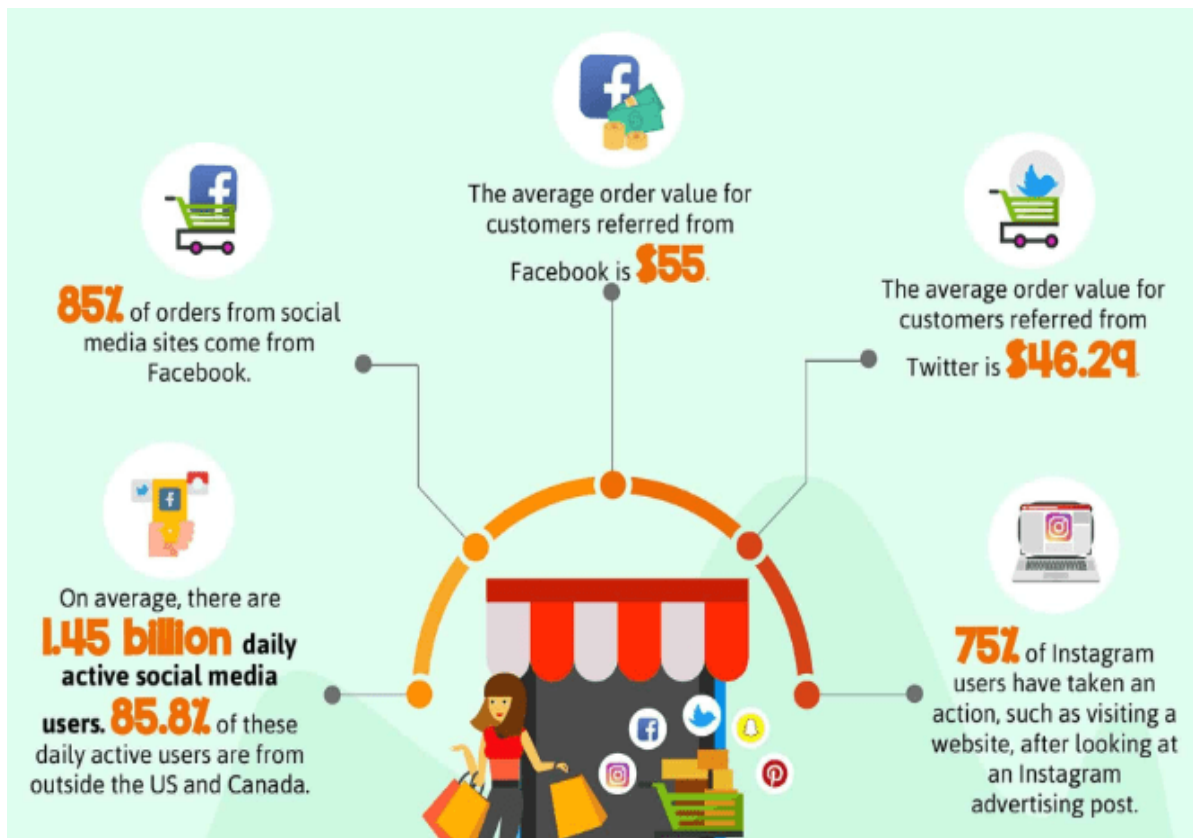 The average order value for
customers referred from
Facebook is $55.
85% of orders from social
media sites come from
Facebook.
The average order value for
customers referred from
Twitter is $46.29.
On average, there are
1.45 billion daily
active social media
users. 85.8% of these
daily active users are from
outside the US and Canada.
75% of Instagram
users have taken an
action, such as visiting a
website, after looking at
an Instagram
advertising post.